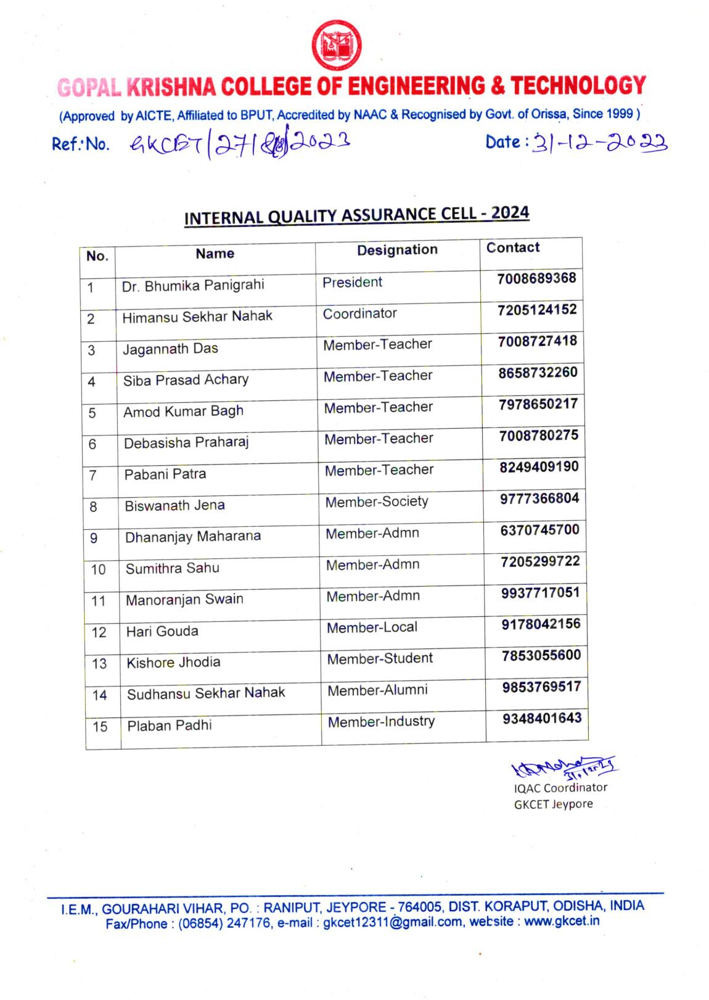 GOPAL KRISHNA COLLEGE OF ENGINEERING & TECHNOLOGY
(Approved by AICTE, Affiliated to BPUT, Accredited by NAAC & Recognised by Govt. of Orissa, Since 1999 )
Ref.: No. GKCET/27/ /2023 Date : 31-12-2023
INTERNAL QUALITY ASSURANCE CELL - 2024
No. Name Designation Contact
1 Dr. Bhumika Panigrahi President 7008689368
2 Himansu Sekhar Nahak Coordinator 7205124152
3 Jagannath Das Member-Teacher 7008727418
4 Siba Prasad Achary Member-Teacher 8658732260
5 Amod Kumar Bagh Member-Teacher 7978650217
6 Debasisha Praharaj Member-Teacher 7008780275
7 Pabani Patra Member-Teacher 8249409190
8 Biswanath Jena Member-Society 9777366804
9 Dhananjay Maharana Member-Admn 6370745700
10 Sumithra Sahu Member-Admn 7205299722
11 Manoranjan Swain Member-Admn 9937717051
12 Hari Gouda Member-Local 9178042156
13 Kishore Jhodia Member-Student 7853055600
14 Sudhansu Sekhar Nahak Member-Alumni 9853769517
15 Plaban Padhi Member-Industry 9348401643
31.12.23
IQAC Coordinator
GKCET Jeypore
I.E.M., GOURAHARI VIHAR, PO. : RANIPUT, JEYPORE - 764005, DIST. KORAPUT, ODISHA, INDIA
Fax/Phone : (06854) 247176, e-mail : gkcet12311@gmail.com, website : www.gkcet.in